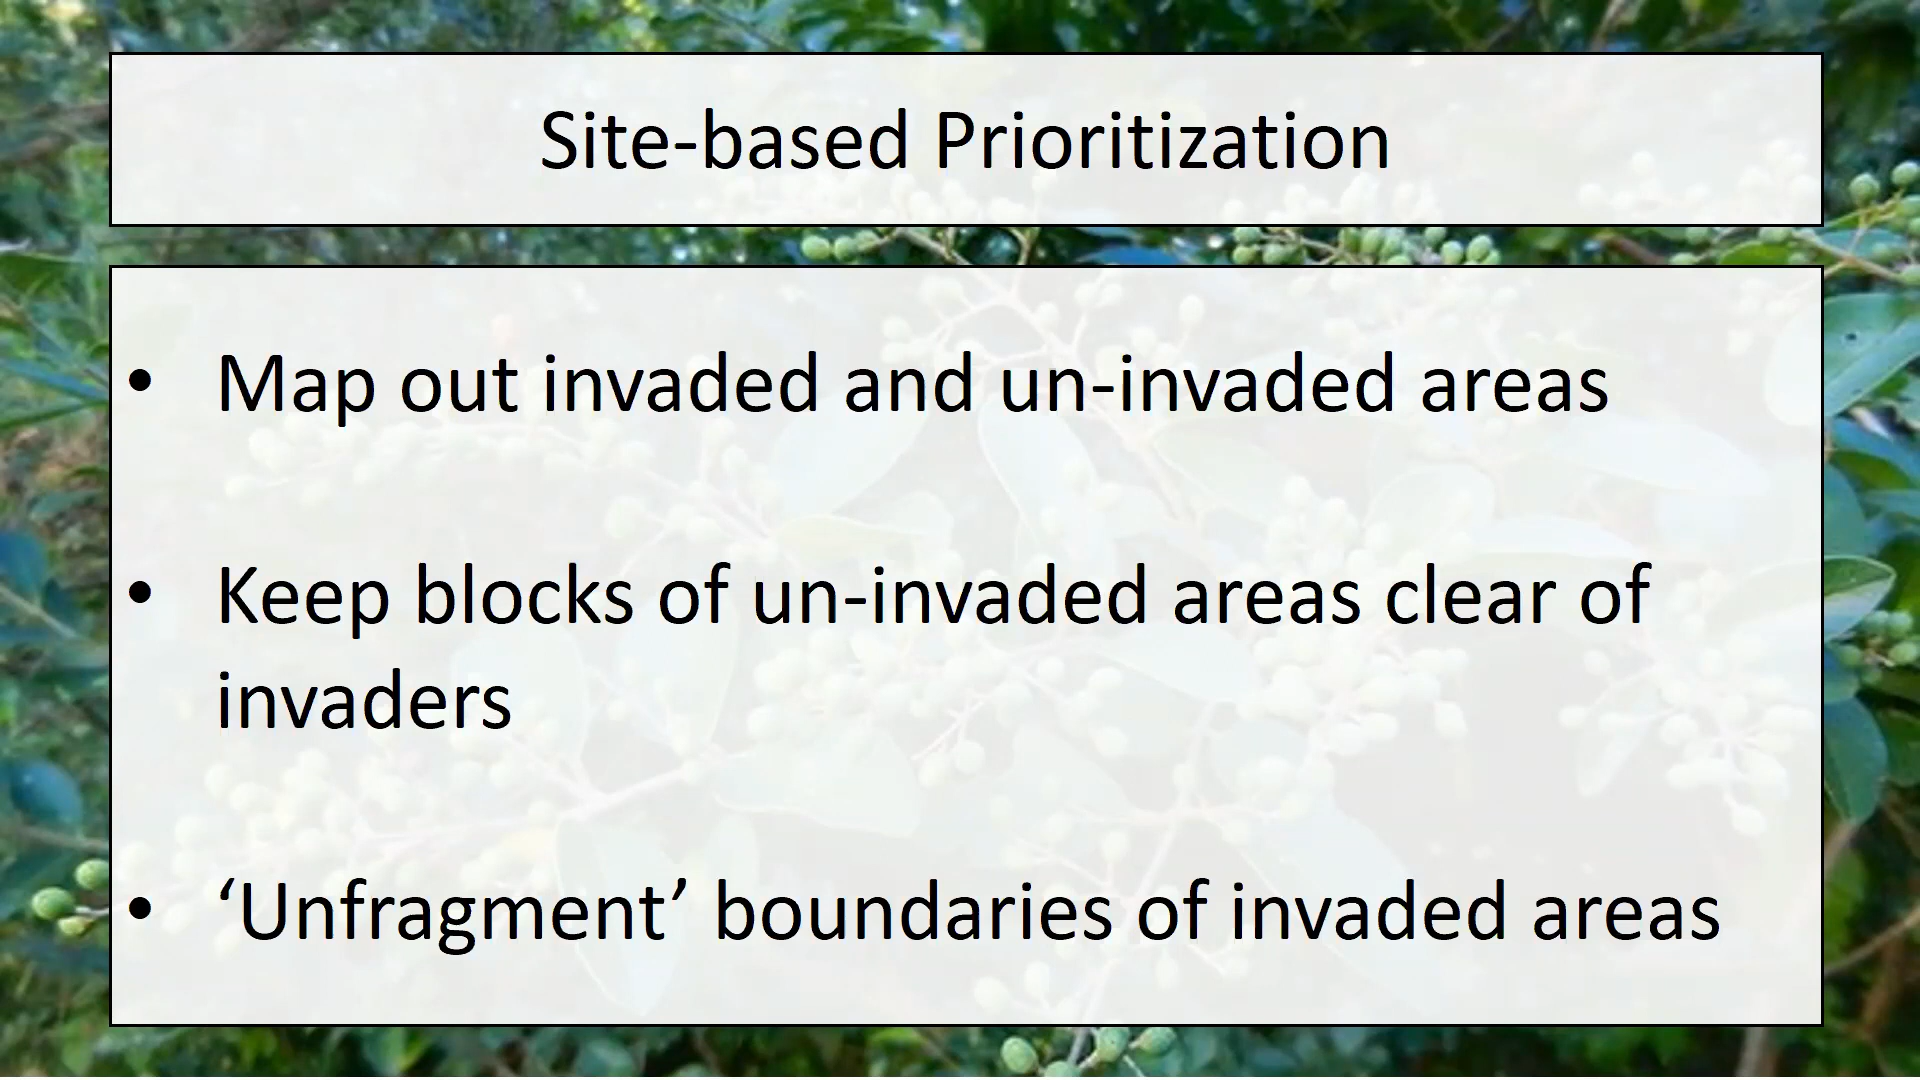 Site-based Prioritization
• Map out invaded and un-invaded areas
• Keep blocks of un-invaded areas clear of
invaders
• ‘Unfragment’ boundaries of invaded areas